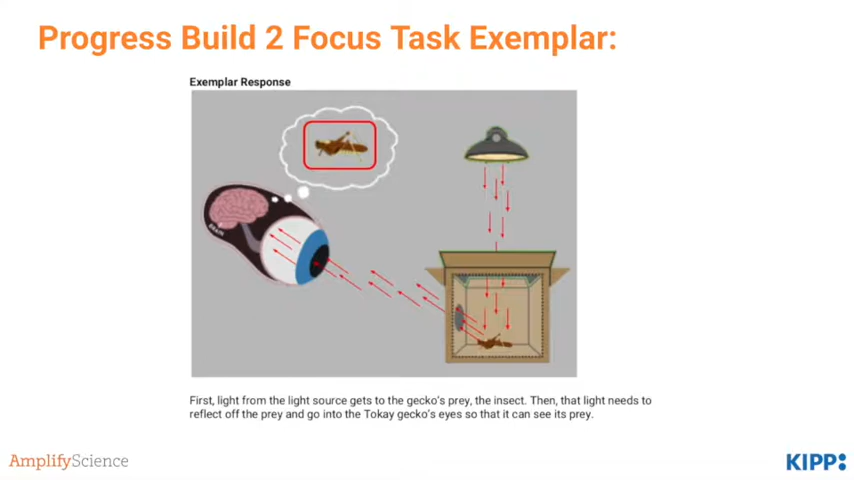 Progress Build 2 Focus Task Exemplar:
Exemplar Response
BRAIN
First, light from the light source gets to the gecko's prey, the insect. Then, that light needs to
reflect off the prey and go into the Tokay gecko's eyes so that it can see its prey.
AmplifyScience
KIPP: